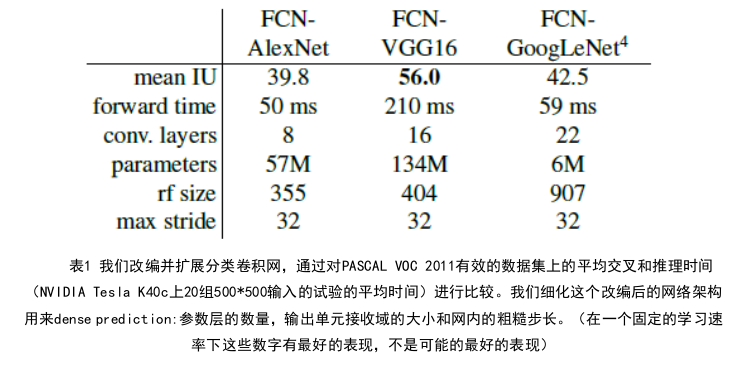 FCN- FCN- FCN-
AlexNet VGG16 GoogLeNet4
mean IU 39.8 56.0 42.5
forward time 50 ms 210 ms 59 ms
conv. layers 8 16 22
parameters 57M 134M 6M
rf size 355 404 907
max stride 32 32 32
表1 我们改编并扩展分类卷积网，通过对PASCAL VOC 2011有效的数据集上的平均交叉和推理时间
（NVIDIA Tesla K40c上20组500*500输入的试验的平均时间）进行比较。我们细化这个改编后的网络架构
用来dense prediction:参数层的数量，输出单元接收域的大小和网内的粗糙步长。（在一个固定的学习速
率下这些数字有最好的表现，不是可能的最好的表现）